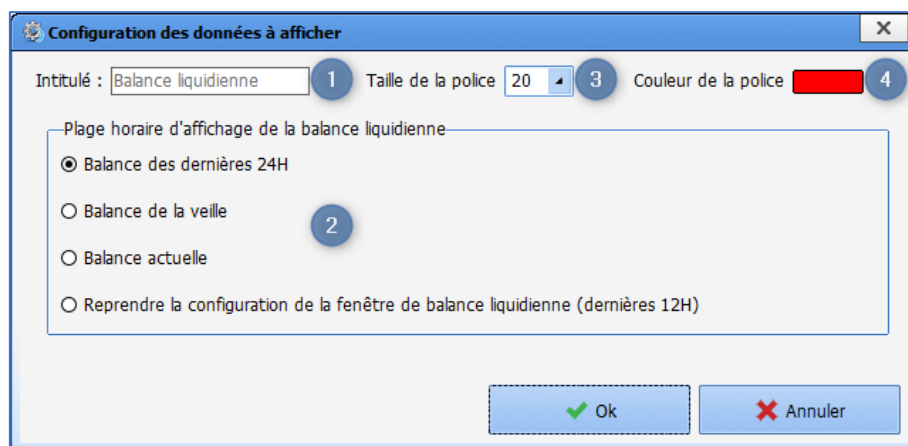 Configuration des données à afficher
Intitulé : Balance liquidienne 1 Taille de la police 20 3 Couleur de la police 4
Plage horaire d'affichage de la balance liquidienne
Balance des dernières 24H
Balance de la veille
2
Balance actuelle
Reprendre la configuration de la fenêtre de balance liquidienne (dernières 12H)
Ok Annuler